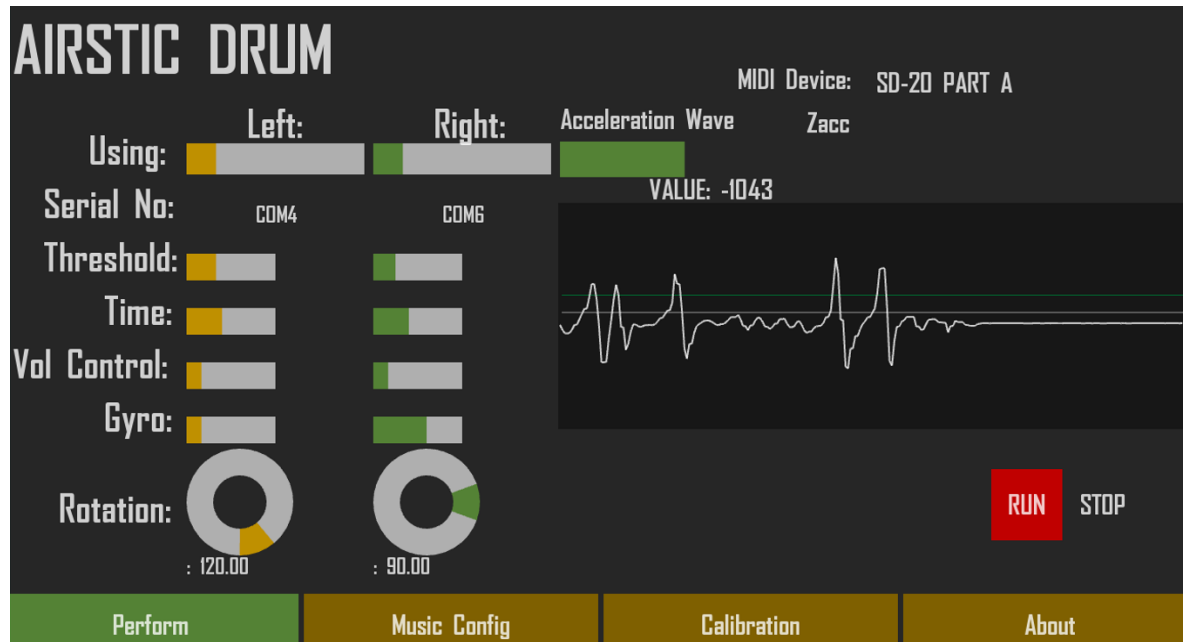 AIRSTIC DRUM
MIDI Device: SD-20 PART A
Left: Right: Acceleration Wave Zacc
Using:
VALUE: -1043
Serial No: COM4 COM6
Threshold:
Time:
Vol Control:
Gyro:
Rotation:
RUN STOP
: 120.00 : 90.00
Perform Music Config Calibration About